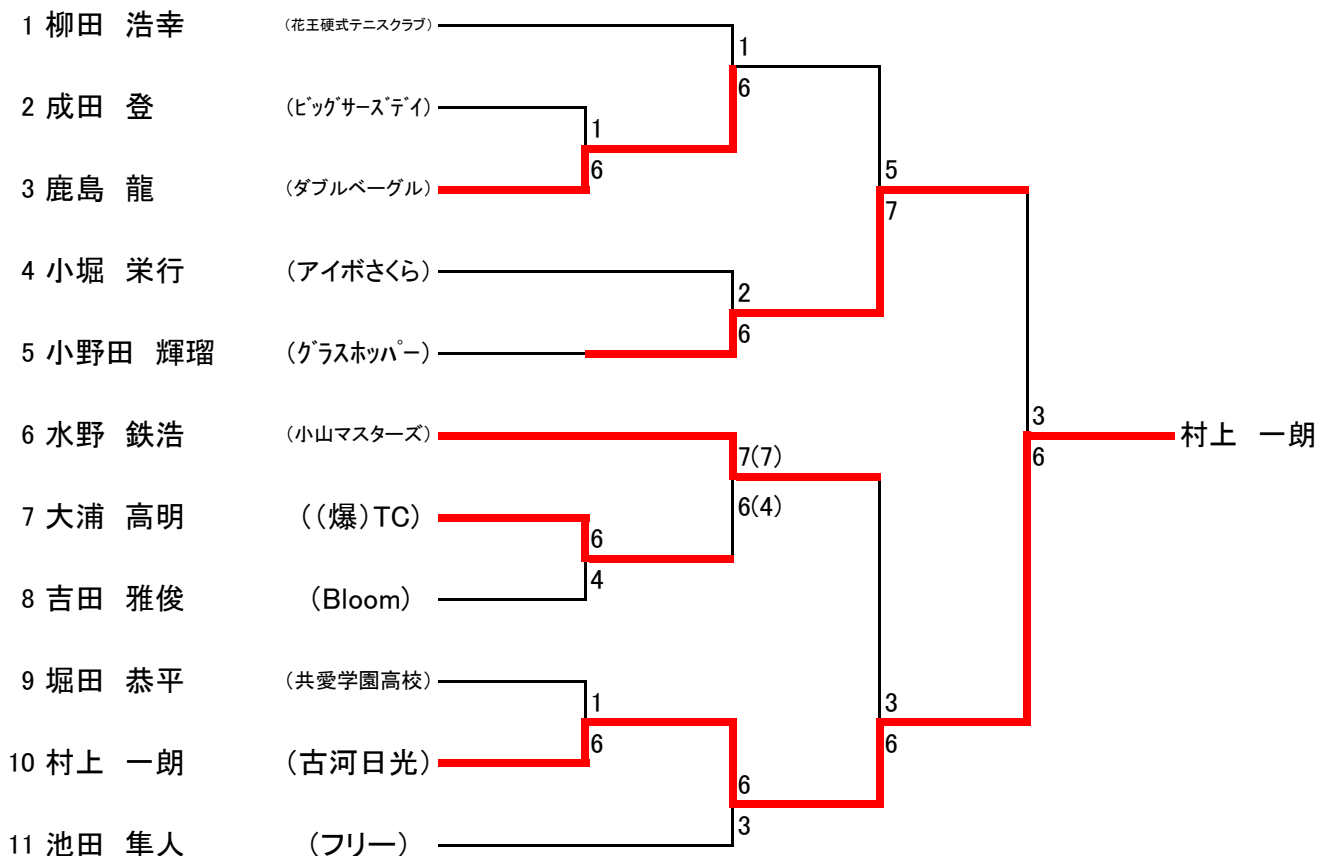 1 柳田 浩幸 (花王硬式テニスクラブ)
1
6
2 成田 登 (ﾋﾞｯｸﾞｻｰｽﾞﾃﾞｲ)
1
6
3 鹿島 龍 (ダブルベーグル)
5
7
4 小堀 栄行 (アイボさくら)
2
6
5 小野田 輝瑠 (ｸﾞﾗｽﾎｯﾊﾟｰ)
6 水野 鉄浩 (小山マスターズ)
3
6
村上 一朗
7(7)
6(4)
7 大浦 高明 ((爆)TC)
6
4
8 吉田 雅俊 (Bloom)
9 堀田 恭平 (共愛学園高校)
1
6
3
6
10 村上 一朗 (古河日光)
6
3
11 池田 隼人 (フリー)